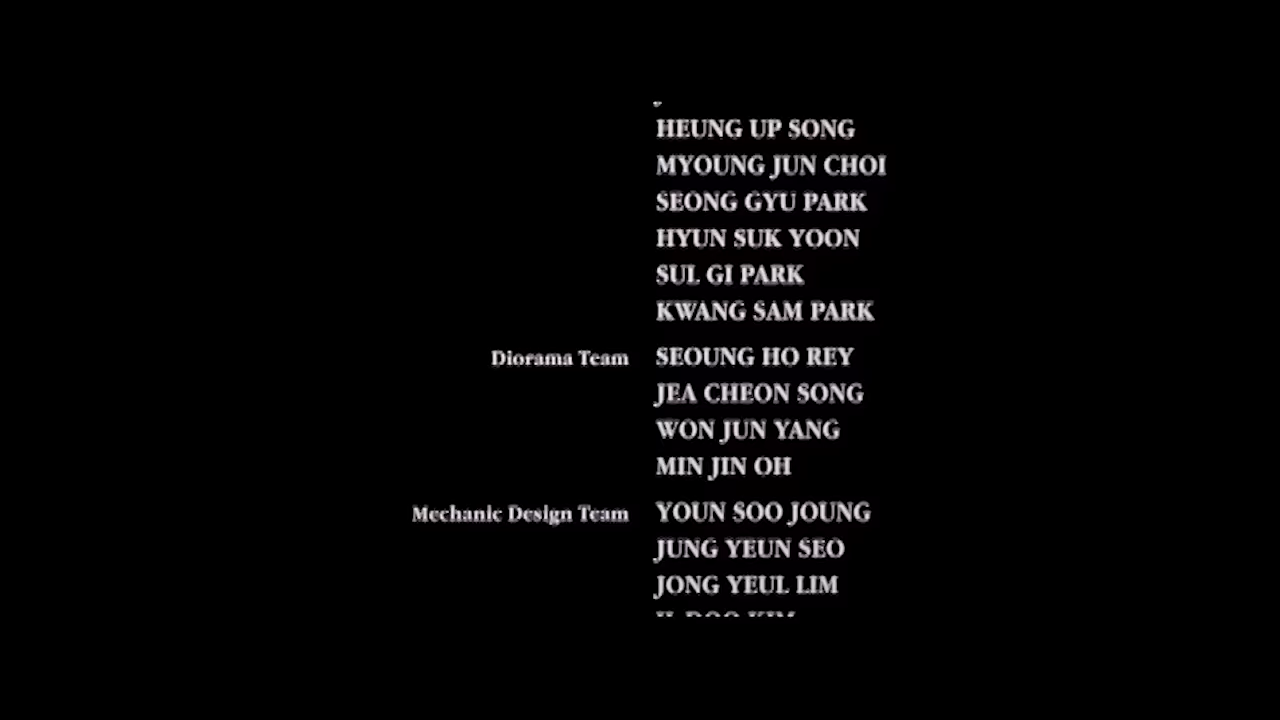 HEUNG UP SONG
MYOUNG JUN CHOI
SEONG GYU PARK
HYUN SUK YOON
SUL GI PARK
KWANG SAM PARK
Diorama Team SEOUNG HO REY
JEA CHEON SONG
WON JUN YANG
MIN JIN OH
Mechanic Design Team YOUN SOO JOUNG
JUNG YEUN SEO
JONG YEUL LIM